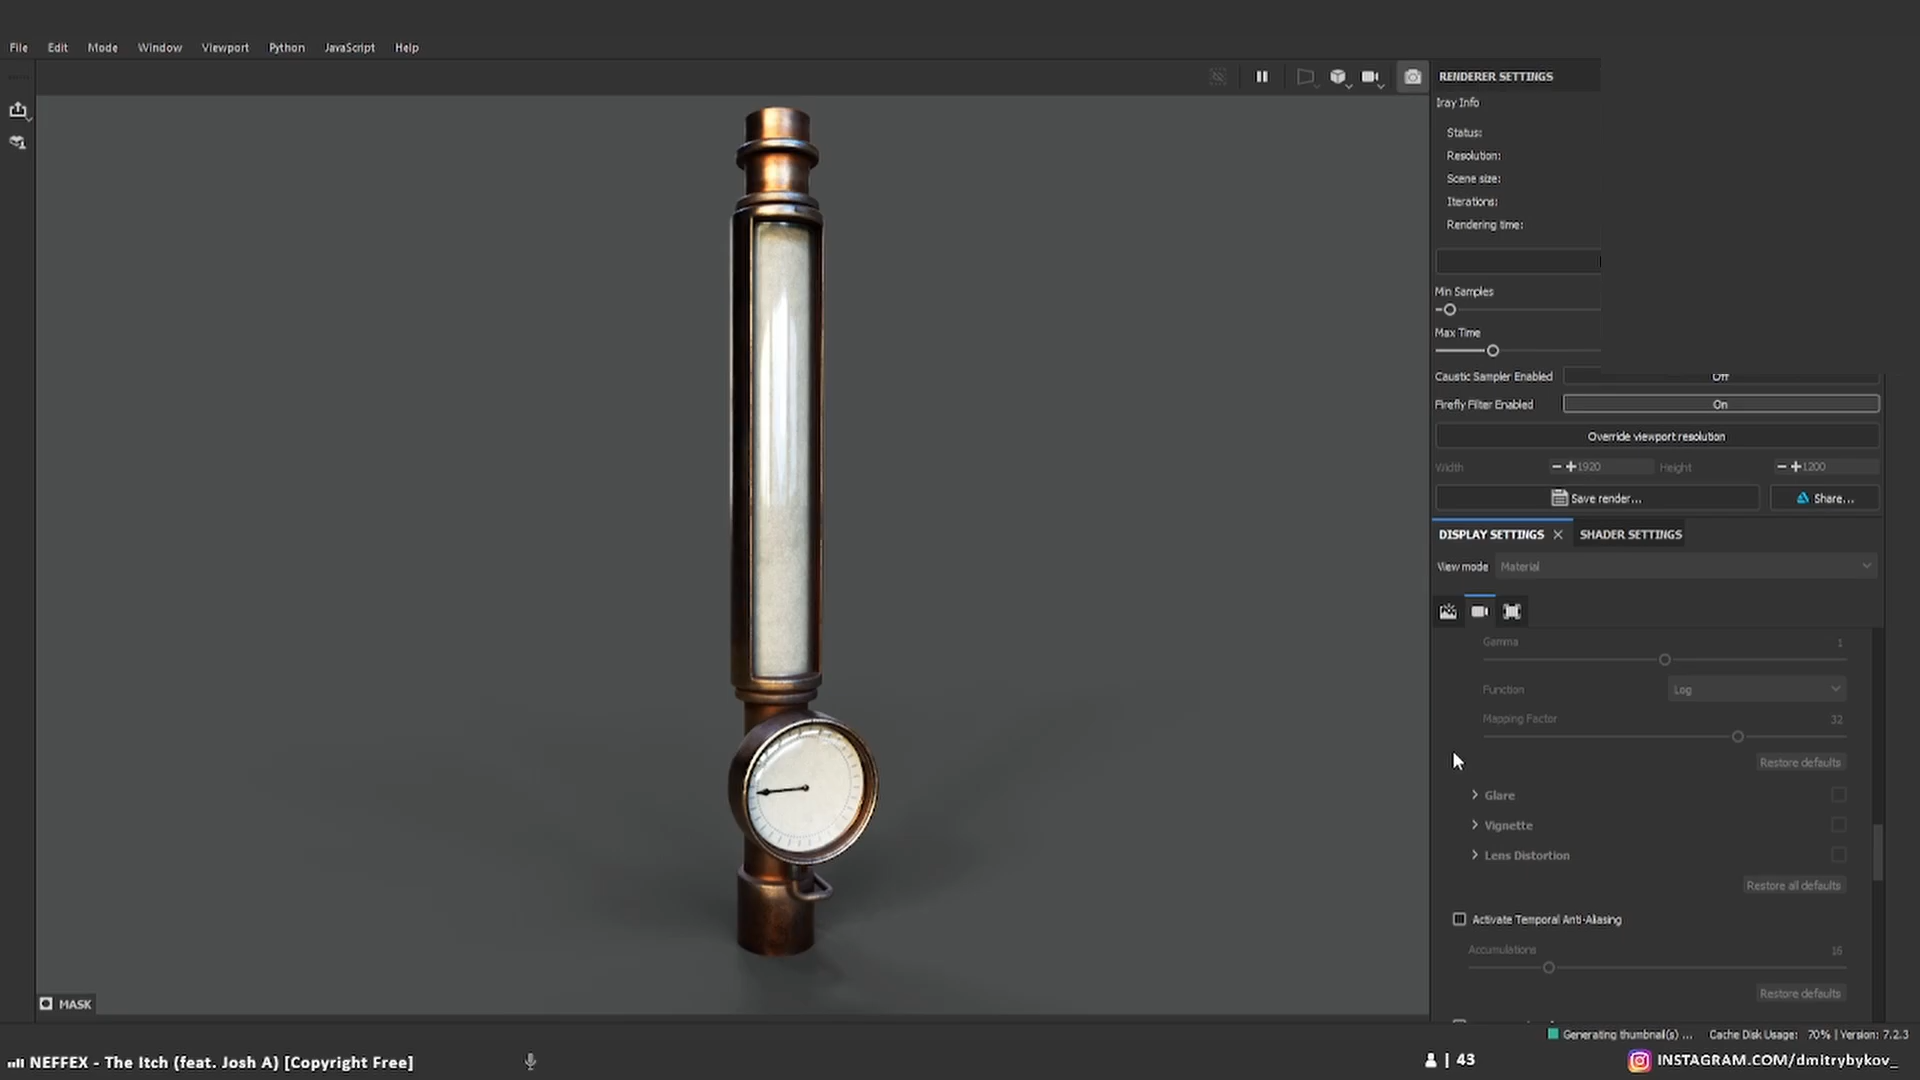 File Edit Mode Window Viewport Python JavaScript Help
RENDERER SETTINGS
Iray Info
Status:
Resolution:
Scene size:
Iterations:
Rendering time:
Min Samples
Max Time
Caustic Sampler Enabled Off
Firefly Filter Enabled On
Override viewport resolution
Width 1920 Height 1200
Save render... Share...
DISPLAY SETTINGS SHADER SETTINGS
View mode Material
Gamma 1
Function Log
Mapping Factor 32
Restore defaults
Glare
Vignette
Lens Distortion
Restore all defaults
Activate Temporal Anti-Aliasing
Accumulations 16
Restore defaults
MASK
Generating thumbnail(s) ... Cache Disk Usage: 70% | Version: 7.2.3
NEFFEX - The Itch (feat. Josh A) [Copyright Free] | 43 INSTAGRAM.COM/dmitrybykov_